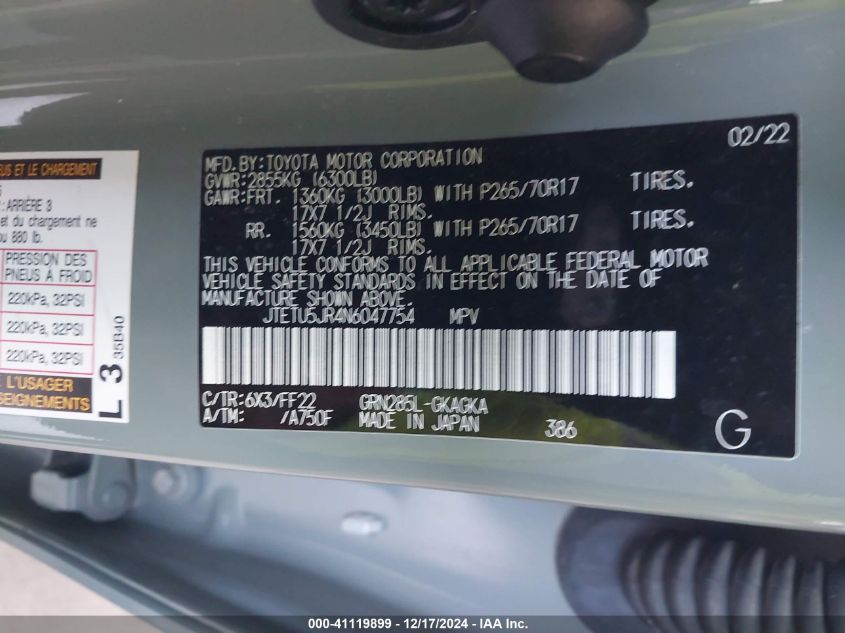 02/22
MFD.BY:TOYOTA MOTOR CORPORATION
GVWR:2855KG (6300LB)
GAWR:FRT. 1360KG (3000LB) WITH P265/70R17 TIRES.
17X7 1/2J RIMS.
RR. 1560KG (3450LB) WITH P265/70R17 TIRES.
17X7 1/2J RIMS.
THIS VEHICLE CONFORMS TO ALL APPLICABLE FEDERAL MOTOR
VEHICLE SAFETY STANDARDS IN EFFECT ON THE DATE OF
MANUFACTURE SHOWN ABOVE.
JTETU5JR4N6047754 MPV
C/TR:6X3/FF22 GRN285L-GKAGKA
A/TM: /A750F MADE IN JAPAN 386
G
ET LE CHARGEMENT
: ARRIÈRE 3
et du chargement ne
880 lb.
PRESSION DES
PNEUS À FROID
220kPa, 32PSI
220kPa, 32PSI
220kPa, 32PSI
L'USAGER
L 3 35B40
000-41119899 - 12/17/2024 - IAA Inc.